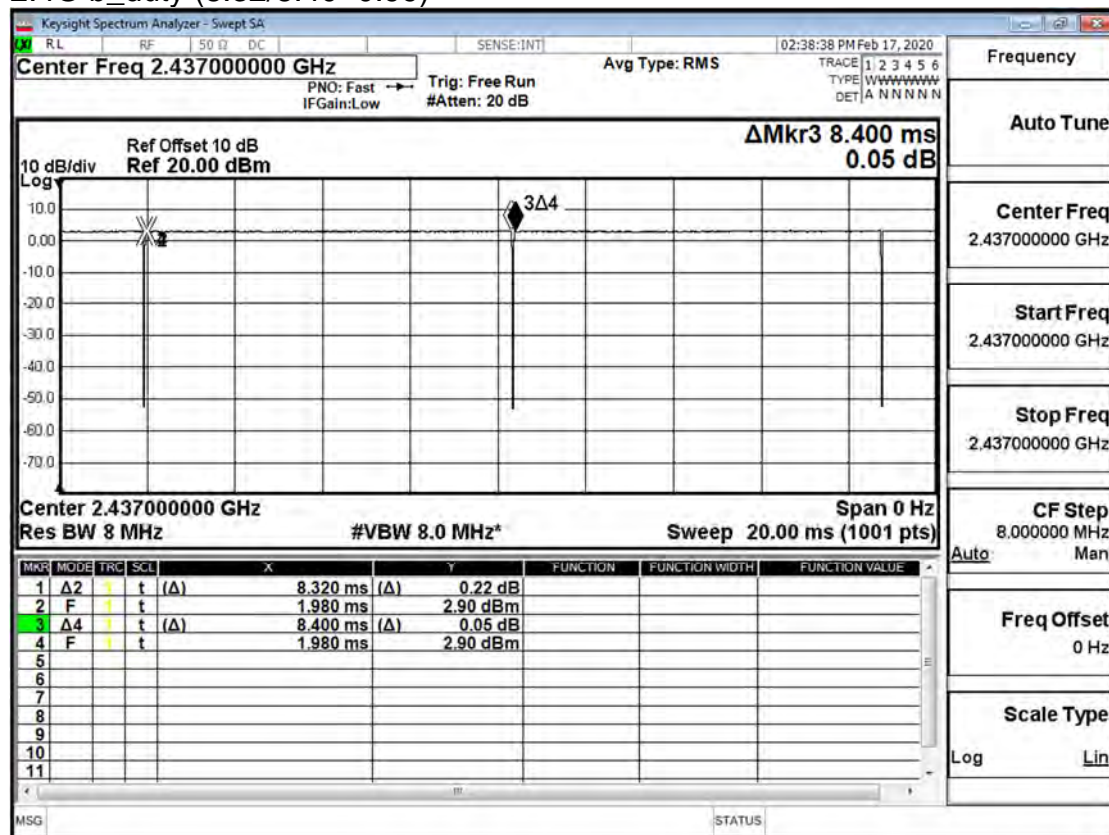 Keysight Spectrum Analyzer - Swept SA
RL RF 50 Ω DC SENSE:INT 02:38:38 PM Feb 17, 2020
Center Freq 2.437000000 GHz Avg Type: RMS TRACE 1 2 3 4 5 6
PNO: Fast Trig: Free Run TYPE WWWWWW
IFGain:Low #Atten: 20 dB DET A NNNNN
ΔMkr3 8.400 ms
0.05 dB
Ref Offset 10 dB
10 dB/div Ref 20.00 dBm
Log
10.0
0.00
-10.0
-20.0
-30.0
-40.0
-50.0
-60.0
-70.0
2
3Δ4
Center 2.437000000 GHz Span 0 Hz
Res BW 8 MHz #VBW 8.0 MHz* Sweep 20.00 ms (1001 pts)
MKR MODE TRC SCL X Y FUNCTION FUNCTION WIDTH FUNCTION VALUE
1 Δ2 1 t (Δ) 8.320 ms (Δ) 0.22 dB
2 F 1 t 1.980 ms 2.90 dBm
3 Δ4 1 t (Δ) 8.400 ms (Δ) 0.05 dB
4 F 1 t 1.980 ms 2.90 dBm
5
6
7
8
9
10
11
MSG STATUS
Frequency
Auto Tune
Center Freq
2.437000000 GHz
Start Freq
2.437000000 GHz
Stop Freq
2.437000000 GHz
CF Step
8.000000 MHz
Auto Man
Freq Offset
0 Hz
Scale Type
Log Lin